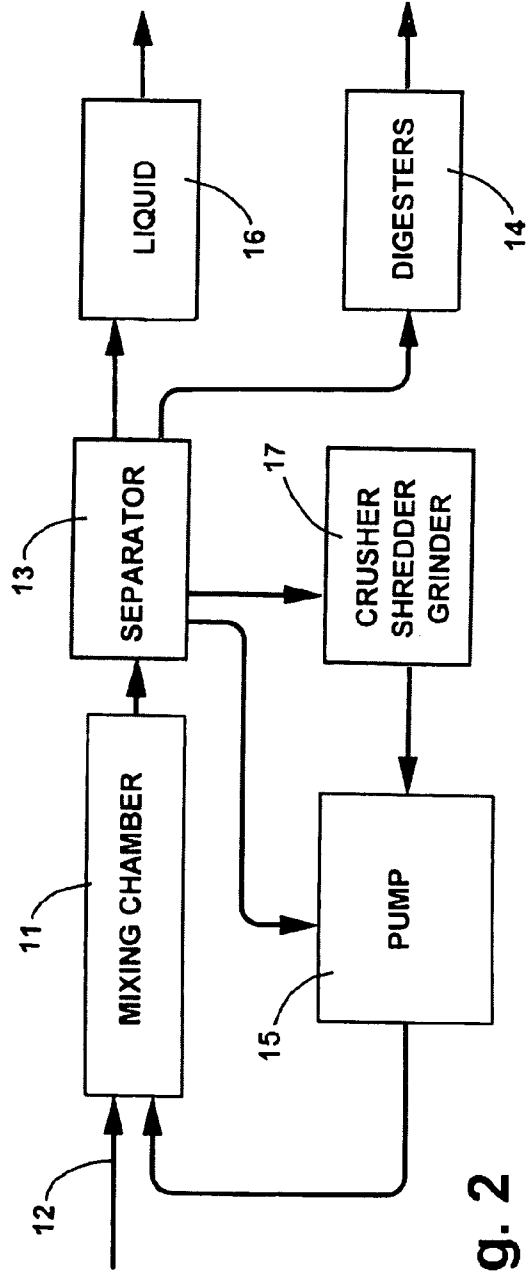 12
11
MIXING CHAMBER
13
SEPARATOR
LIQUID
16
15
PUMP
17
CRUSHER
SHREDDER
GRINDER
DIGESTERS
14
g. 2